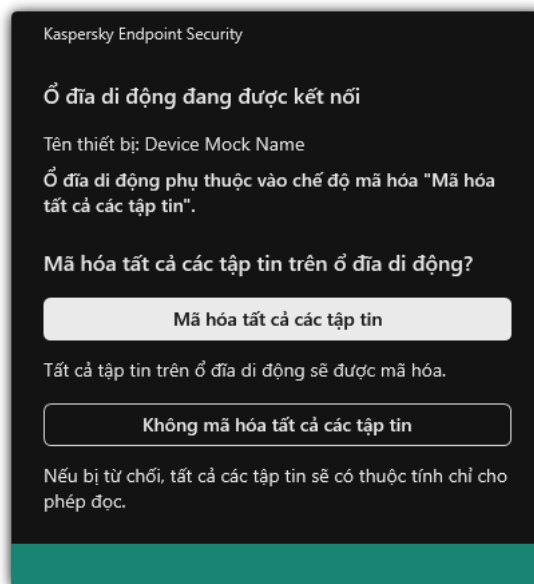 Kaspersky Endpoint Security
Ổ đĩa di động đang được kết nối
Tên thiết bị: Device Mock Name
Ổ đĩa di động phụ thuộc vào chế độ mã hóa "Mã hóa
tất cả các tập tin".
Mã hóa tất cả các tập tin trên ổ đĩa di động?
Mã hóa tất cả các tập tin
Tất cả tập tin trên ổ đĩa di động sẽ được mã hóa.
Không mã hóa tất cả các tập tin
Nếu bị từ chối, tất cả các tập tin sẽ có thuộc tính chỉ cho
phép đọc.